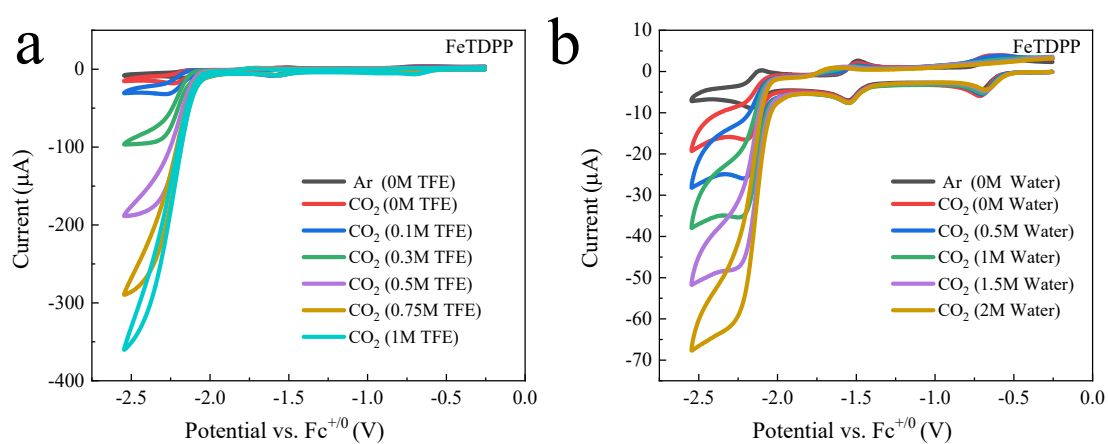 a
FeTDPP
0
-100
-200
-300
-400
Current (μA)
Ar (0M TFE)
CO₂ (0M TFE)
CO₂ (0.1M TFE)
CO₂ (0.3M TFE)
CO₂ (0.5M TFE)
CO₂ (0.75M TFE)
CO₂ (1M TFE)
-2.5 -2.0 -1.5 -1.0 -0.5 0.0
Potential vs. Fc⁺/⁰ (V)
b
FeTDPP
10
0
-10
-20
-30
-40
-50
-60
-70
Current (μA)
Ar (0M Water)
CO₂ (0M Water)
CO₂ (0.5M Water)
CO₂ (1M Water)
CO₂ (1.5M Water)
CO₂ (2M Water)
-2.5 -2.0 -1.5 -1.0 -0.5 0.0
Potential vs. Fc⁺/⁰ (V)